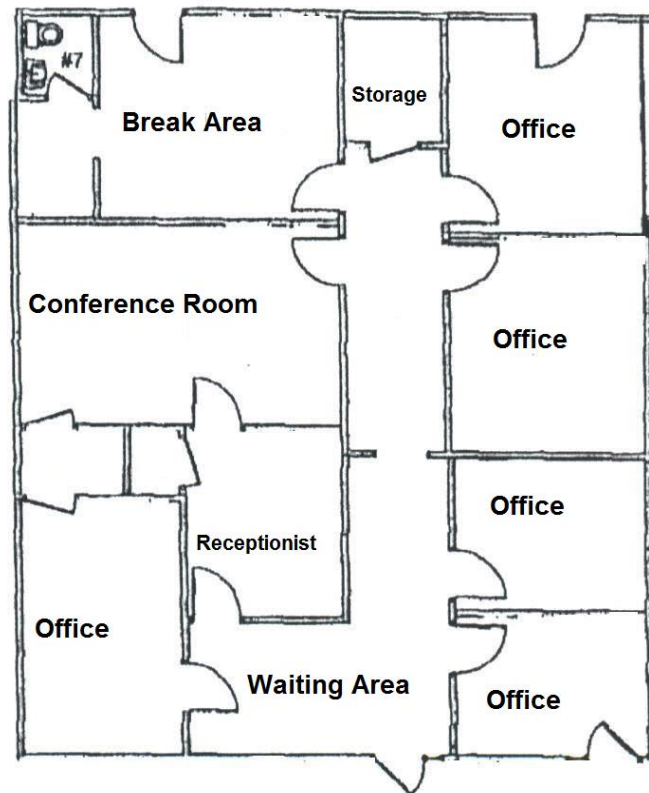 #7
Storage
Break Area
Office
Conference Room
Office
Office
Receptionist
Office
Waiting Area
Office